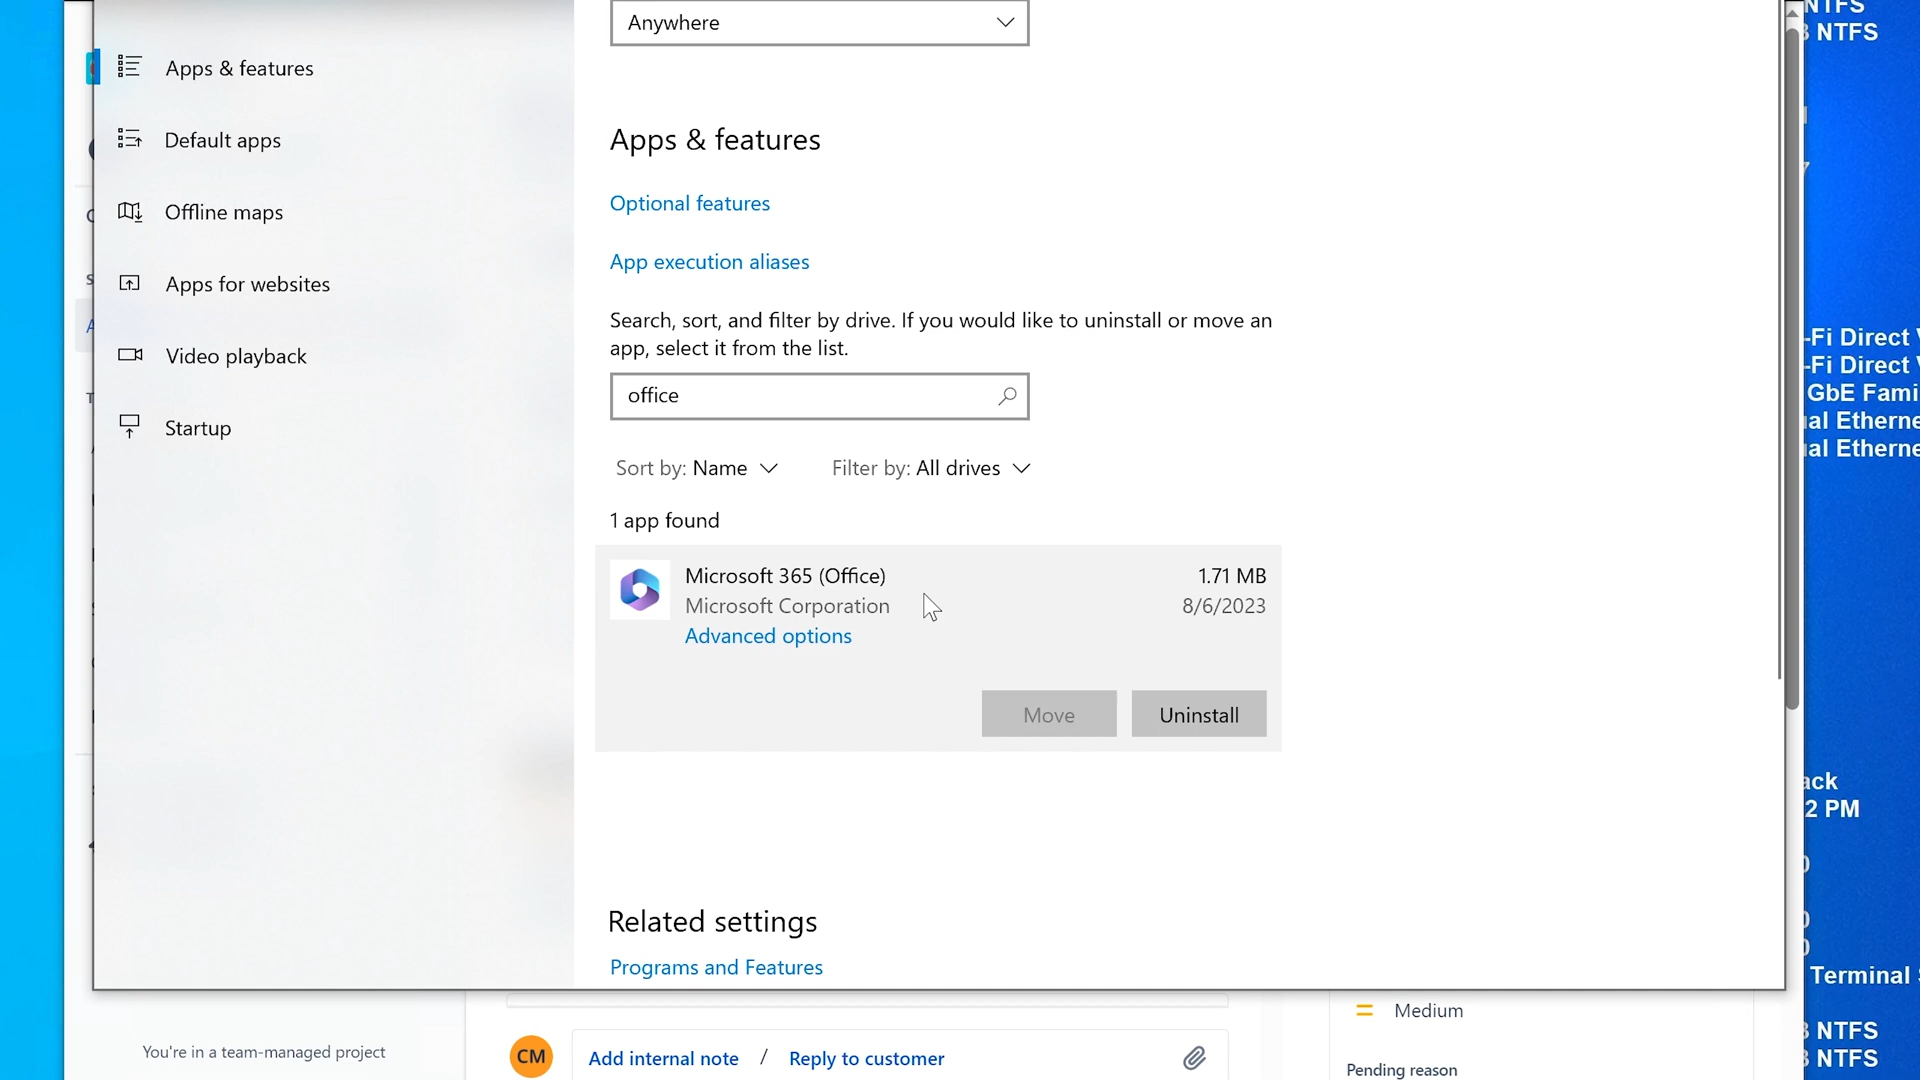 Anywhere
Apps & features
Default apps
Offline maps
Apps for websites
Video playback
Startup
Apps & features
Optional features
App execution aliases
Search, sort, and filter by drive. If you would like to uninstall or move an
app, select it from the list.
office
Sort by: Name
Filter by: All drives
1 app found
Microsoft 365 (Office)
1.71 MB
Microsoft Corporation
8/6/2023
Advanced options
Move
Uninstall
Related settings
Programs and Features
You're in a team-managed project
CM
Add internal note / Reply to customer
Medium
Pending reason
NTFS
NTFS
-Fi Direct
-Fi Direct
GbE Fami
al Etherne
al Etherne
ack
2 PM
Terminal
NTFS
NTFS